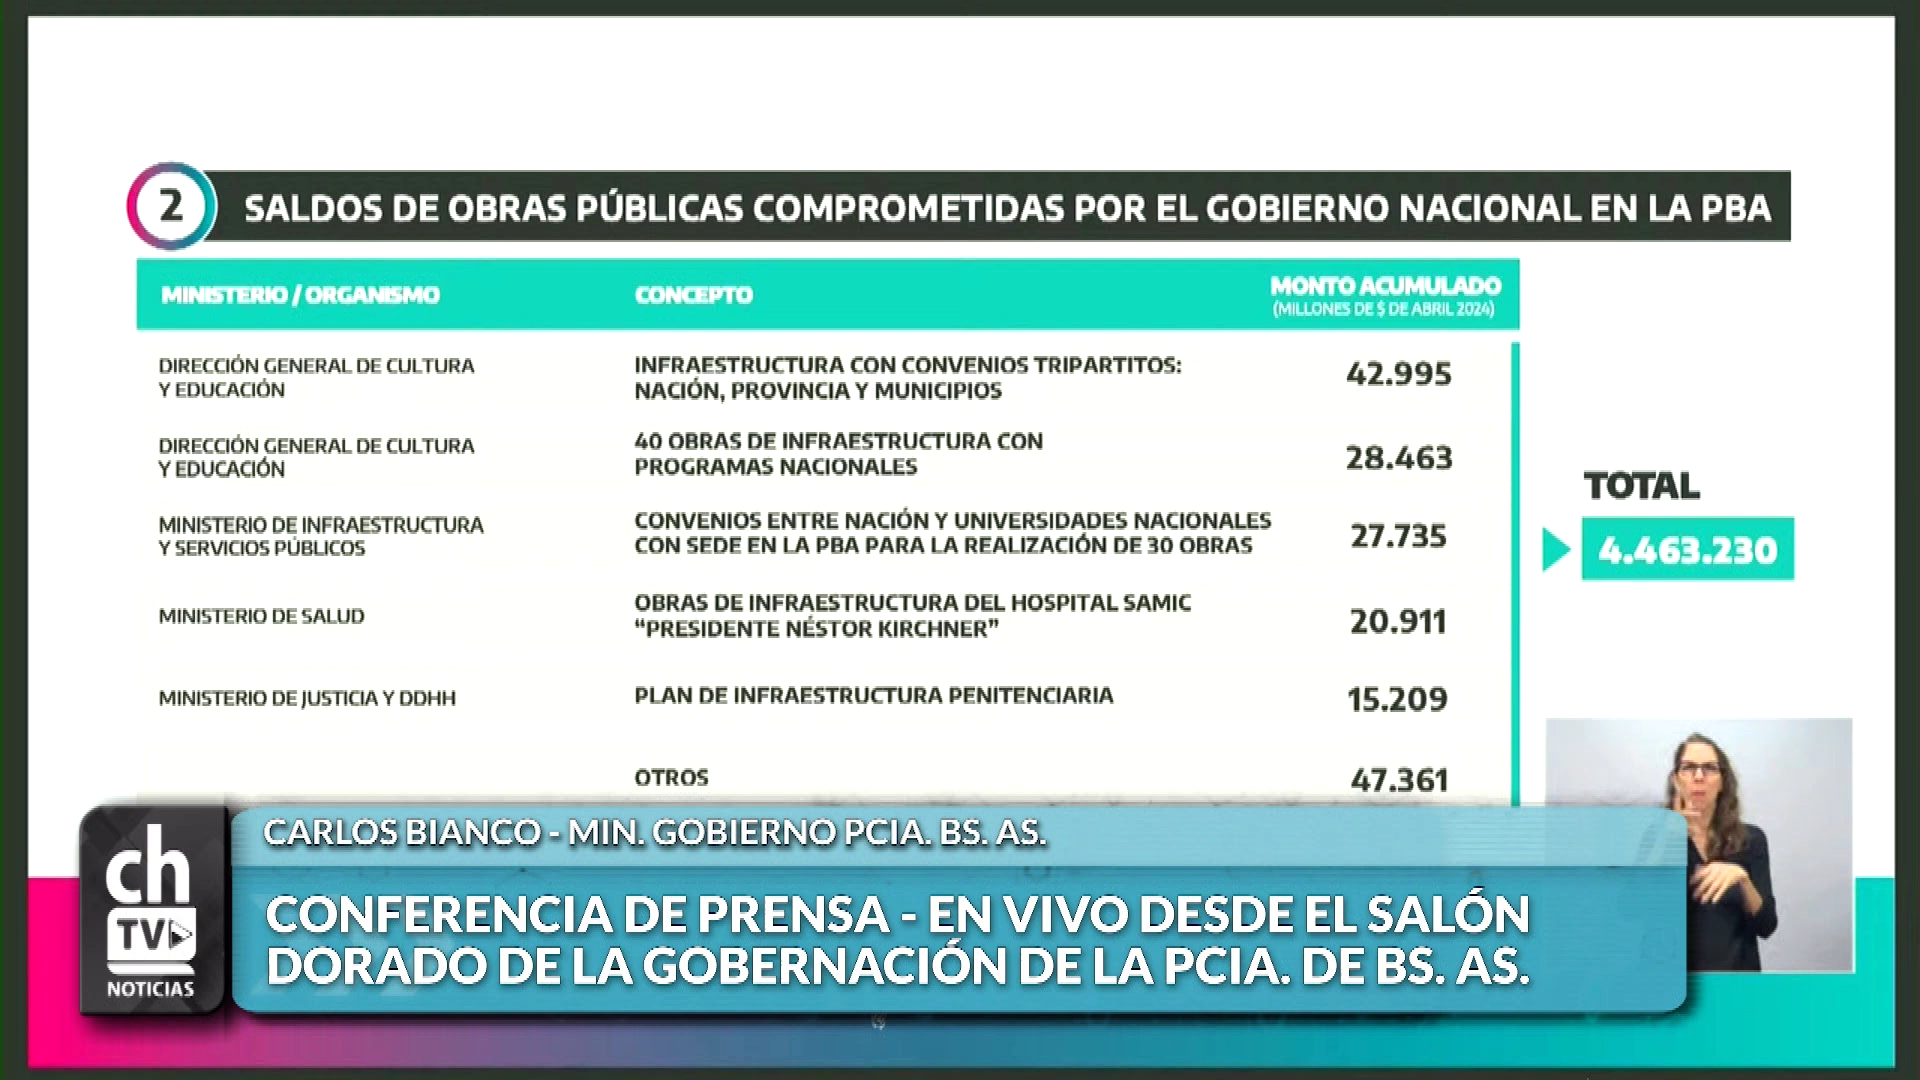 2
SALDOS DE OBRAS PÚBLICAS COMPROMETIDAS POR EL GOBIERNO NACIONAL EN LA PBA
MINISTERIO / ORGANISMO
CONCEPTO
MONTO ACUMULADO
(MILLONES DE $ DE ABRIL 2024)
DIRECCIÓN GENERAL DE CULTURA
Y EDUCACIÓN
INFRAESTRUCTURA CON CONVENIOS TRIPARTITOS:
NACIÓN, PROVINCIA Y MUNICIPIOS
42.995
DIRECCIÓN GENERAL DE CULTURA
Y EDUCACIÓN
40 OBRAS DE INFRAESTRUCTURA CON
PROGRAMAS NACIONALES
28.463
MINISTERIO DE INFRAESTRUCTURA
Y SERVICIOS PÚBLICOS
CONVENIOS ENTRE NACIÓN Y UNIVERSIDADES NACIONALES
CON SEDE EN LA PBA PARA LA REALIZACIÓN DE 30 OBRAS
27.735
MINISTERIO DE SALUD
OBRAS DE INFRAESTRUCTURA DEL HOSPITAL SAMIC
“PRESIDENTE NÉSTOR KIRCHNER”
20.911
MINISTERIO DE JUSTICIA Y DDHH
PLAN DE INFRAESTRUCTURA PENITENCIARIA
15.209
OTROS
47.361
TOTAL
4.463.230
ch
TV
NOTICIAS
CARLOS BIANCO - MIN. GOBIERNO PCIA. BS. AS.
CONFERENCIA DE PRENSA - EN VIVO DESDE EL SALÓN
DORADO DE LA GOBERNACIÓN DE LA PCIA. DE BS. AS.